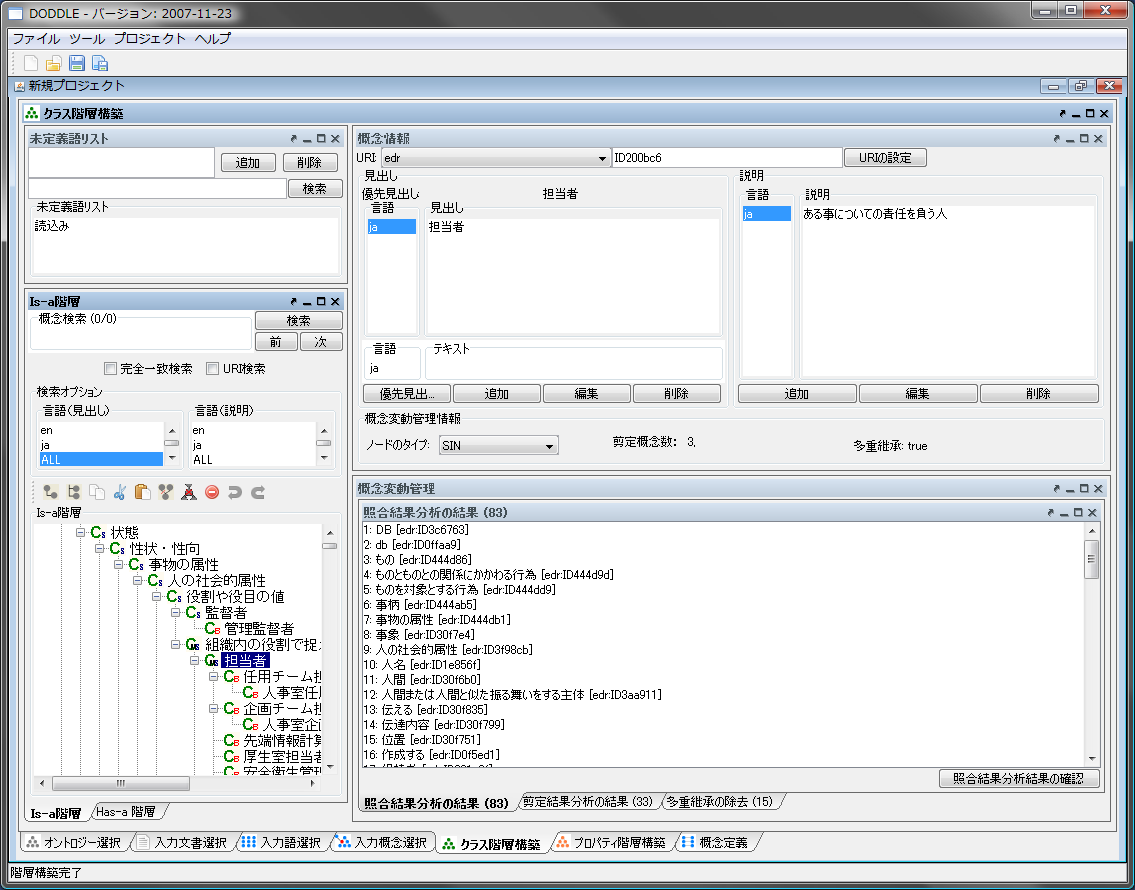 DODDLE - バージョン: 2007-11-23
ファイル ツール プロジェクト ヘルプ
新規プロジェクト
クラス階層構築
未定義語リスト
追加 削除
検索
未定義語リスト
読込み
Is-a階層
概念検索 (0/0)
検索
前 次
完全一致検索 URI検索
検索オプション
言語(見出し) 言語(説明)
en en
ja ja
ALL ALL
Is-a階層
状態
性状・性向
事物の属性
人の社会的属性
役割や役目の値
監督者
管理監督者
組織内の役割で捉
担当者
任用チーム担
人事室任
企画チーム担
人事室企
先端情報計算
厚生室担当者
安全衛生管理
Is-a階層 Has-a 階層
概念情報
URI: edr ID200bc6 URIの設定
見出し
優先見出し 担当者
言語 見出し
ja 担当者
言語 テキスト
ja
優先見出... 追加 編集 削除
説明
言語 説明
ja ある事についての責任を負う人
追加 編集 削除
概念変動管理情報
ノードのタイプ: SIN 剪定概念数: 3, 多重継承: true
概念変動管理
照合結果分析の結果 (83)
1: DB [edr:ID3c6763]
2: db [edr:ID0ffaa9]
3: もの [edr:ID444d86]
4: ものとものとの関係にかかわる行為 [edr:ID444d9d]
5: ものを対象とする行為 [edr:ID444dd9]
6: 事柄 [edr:ID444ab5]
7: 事物の属性 [edr:ID444db1]
8: 事象 [edr:ID30f7e4]
9: 人の社会的属性 [edr:ID3f98cb]
10: 人名 [edr:ID1e856f]
11: 人間 [edr:ID30f6b0]
12: 人間または人間と似た振る舞いをする主体 [edr:ID3aa911]
13: 伝える [edr:ID30f835]
14: 伝達内容 [edr:ID30f799]
15: 位置 [edr:ID30f751]
16: 作成する [edr:ID0f5ed1]
照合結果分析結果の確認
照合結果分析の結果 (83) 剪定結果分析の結果 (33) 多重継承の除去 (15)
オントロジー選択 入力文書選択 入力語選択 入力概念選択 クラス階層構築 プロパティ階層構築 概念定義
階層構築完了